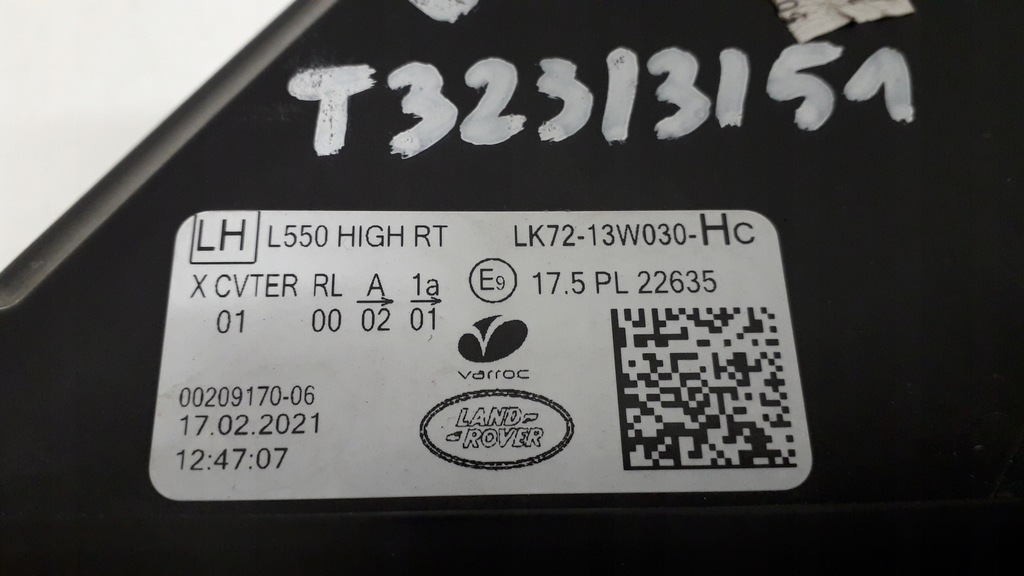 T32313151
LH L550 HIGH RT LK72-13W030-HC
X CVTER RL A 1a E9 17.5 PL 22635
01 00 02 01
varroc
00209170-06
17.02.2021
12:47:07
LAND-
-ROVER